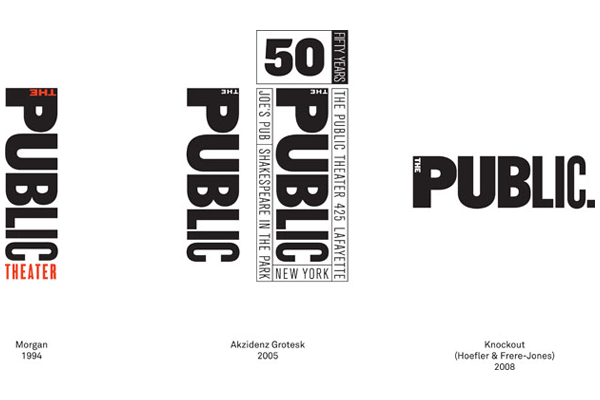 THE
PUBLIC
THEATER
THE
PUBLIC
50
FIFTY YEARS
JOE'S PUB SHAKESPEARE IN THE PARK
THE
PUBLIC
THE PUBLIC THEATER 425 LAFAYETTE
NEW YORK
THE
PUBLIC.
Morgan
1994
Akzidenz Grotesk
2005
Knockout
(Hoefler & Frere-Jones)
2008